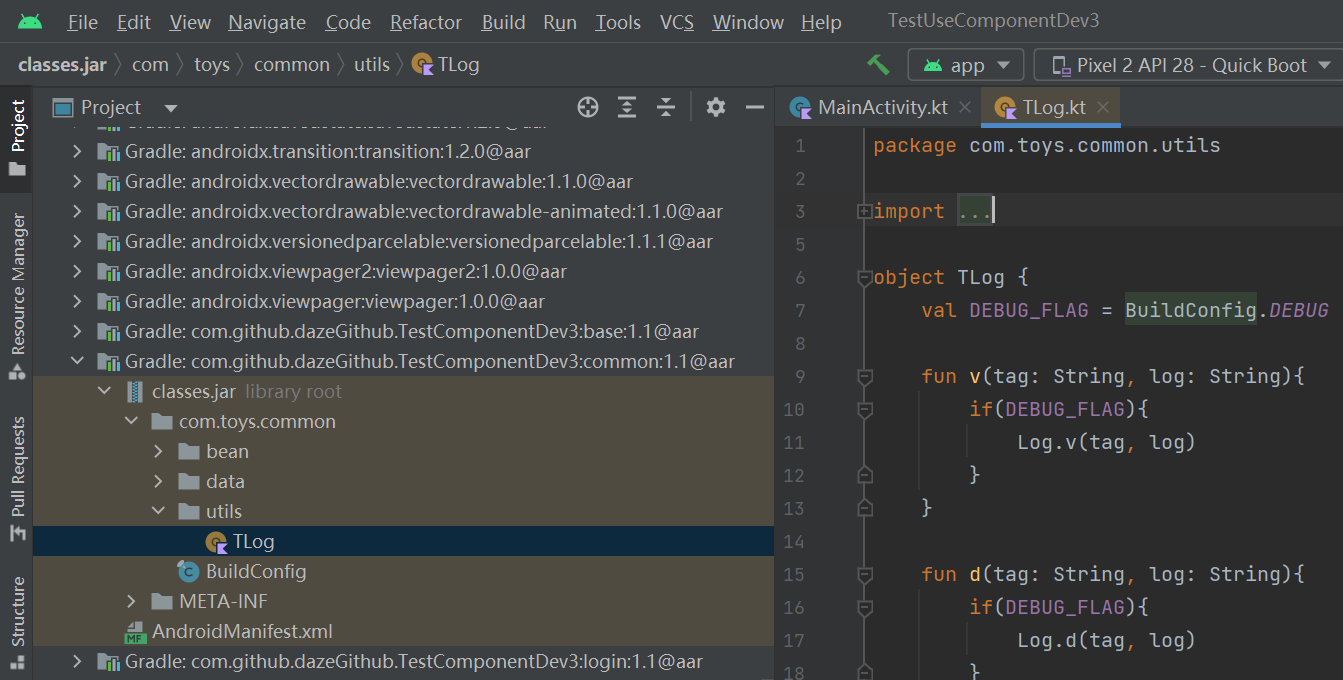 File Edit View Navigate Code Refactor Build Run Tools VCS Window Help TestUseComponentDev3
classes.jar com toys common utils TLog app Pixel 2 API 28 - Quick Boot
Project
Resource Manager
Pull Requests
Structure
Project
Gradle: androidx.transition:transition:1.2.0@aar
Gradle: androidx.vectordrawable:vectordrawable:1.1.0@aar
Gradle: androidx.vectordrawable:vectordrawable-animated:1.1.0@aar
Gradle: androidx.versionedparcelable:versionedparcelable:1.1.1@aar
Gradle: androidx.viewpager2:viewpager2:1.0.0@aar
Gradle: androidx.viewpager:viewpager:1.0.0@aar
Gradle: com.github.dazeGithub.TestComponentDev3:base:1.1@aar
Gradle: com.github.dazeGithub.TestComponentDev3:common:1.1@aar
classes.jar library root
com.toys.common
bean
data
utils
TLog
BuildConfig
META-INF
MF AndroidManifest.xml
Gradle: com.github.dazeGithub.TestComponentDev3:login:1.1@aar
MainActivity.kt TLog.kt
1 package com.toys.common.utils
2
3 import ...
5
6 object TLog {
7 val DEBUG_FLAG = BuildConfig.DEBUG
8
9 fun v(tag: String, log: String){
10 if(DEBUG_FLAG){
11 Log.v(tag, log)
12 }
13 }
14
15 fun d(tag: String, log: String){
16 if(DEBUG_FLAG){
17 Log.d(tag, log)
18 }